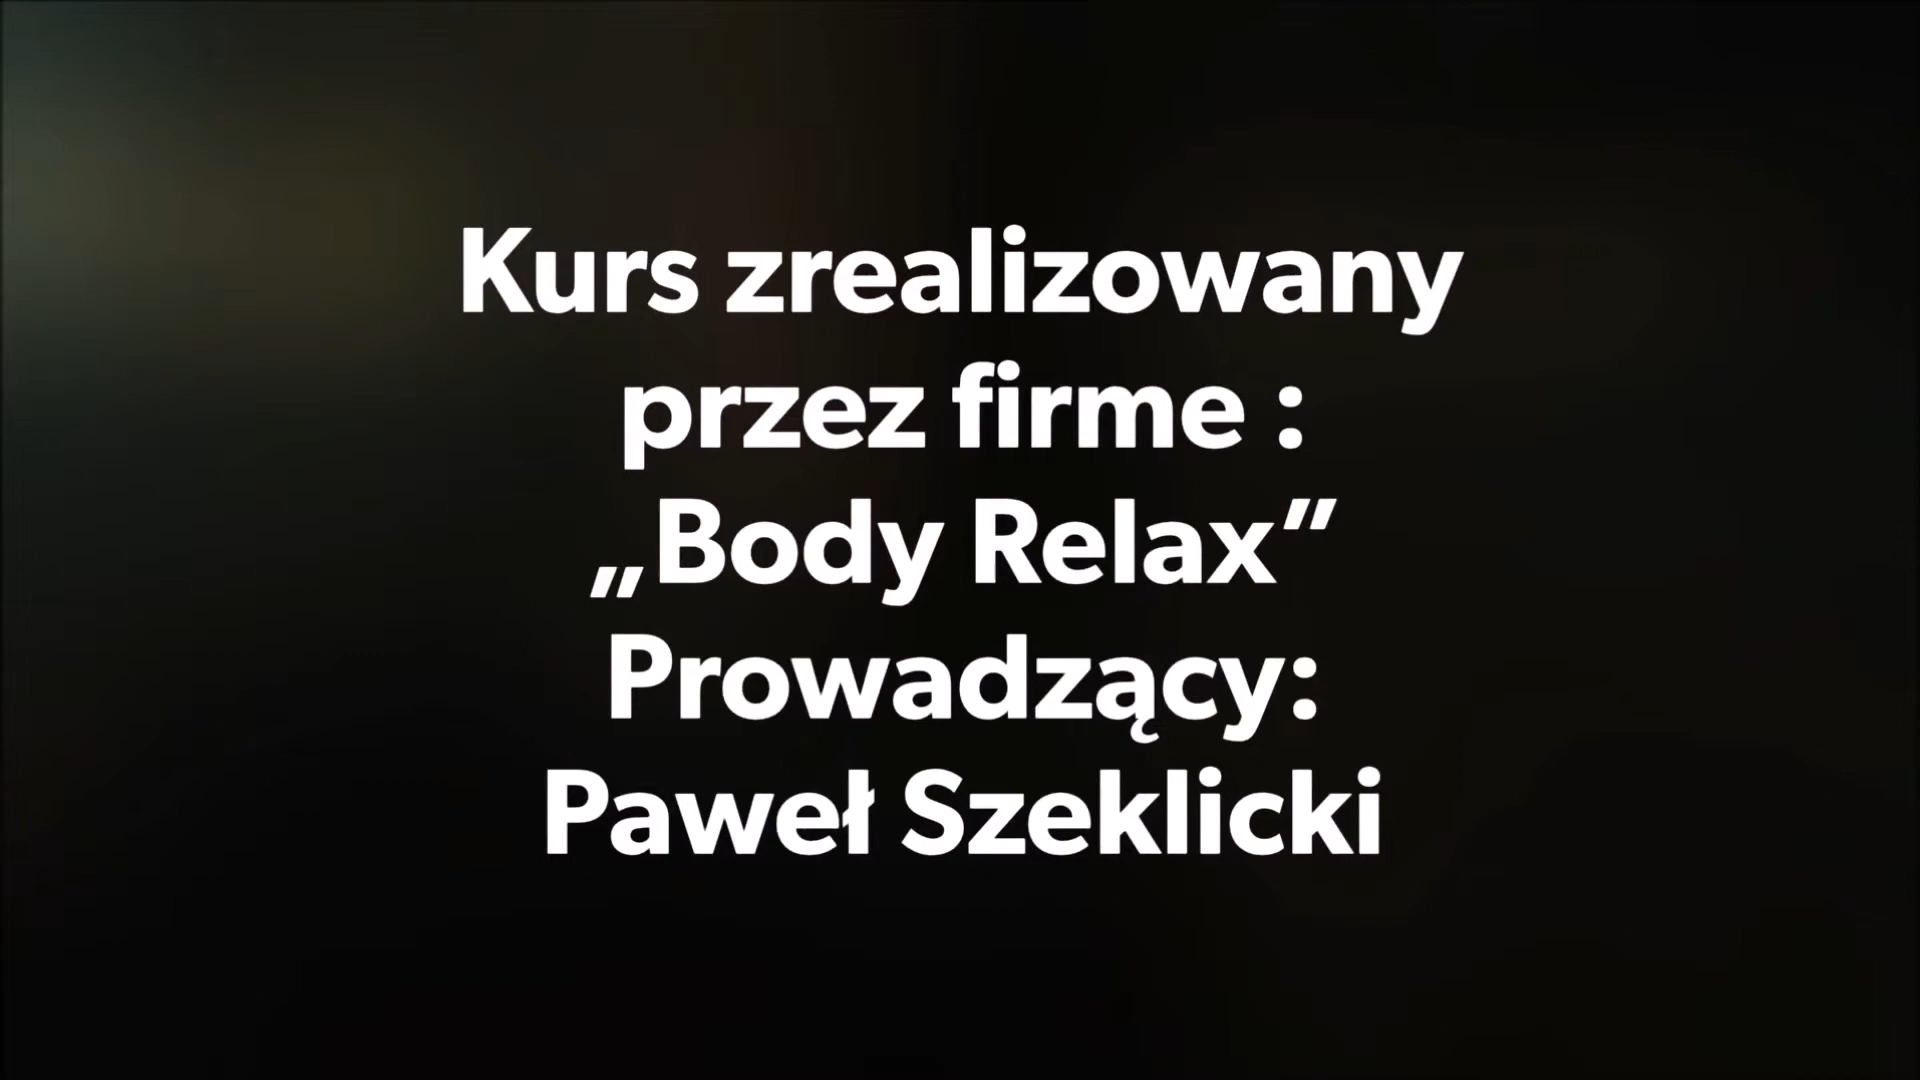 Kurs zrealizowany
przez firme :
„Body Relax”
Prowadzący:
Paweł Szeklicki